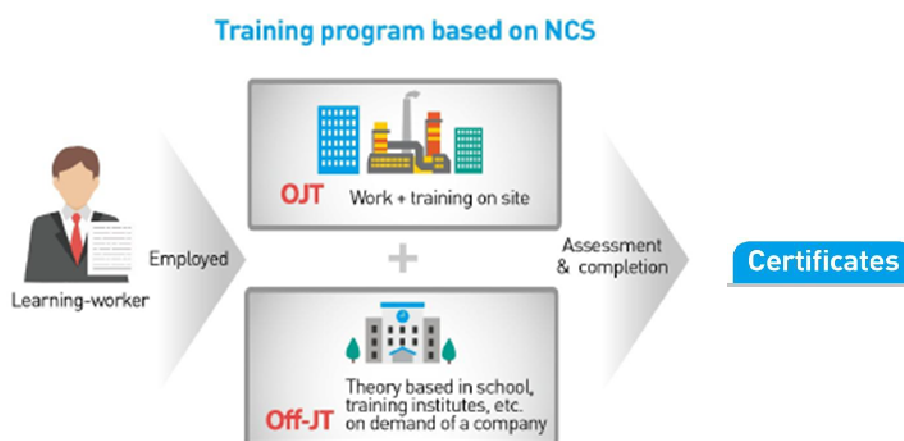 Training program based on NCS
OJT Work + training on site
Employed
Learning-worker
+
Assessment
& completion
Certificates
Theory based in school,
training institutes, etc.
Off-JT on demand of a company